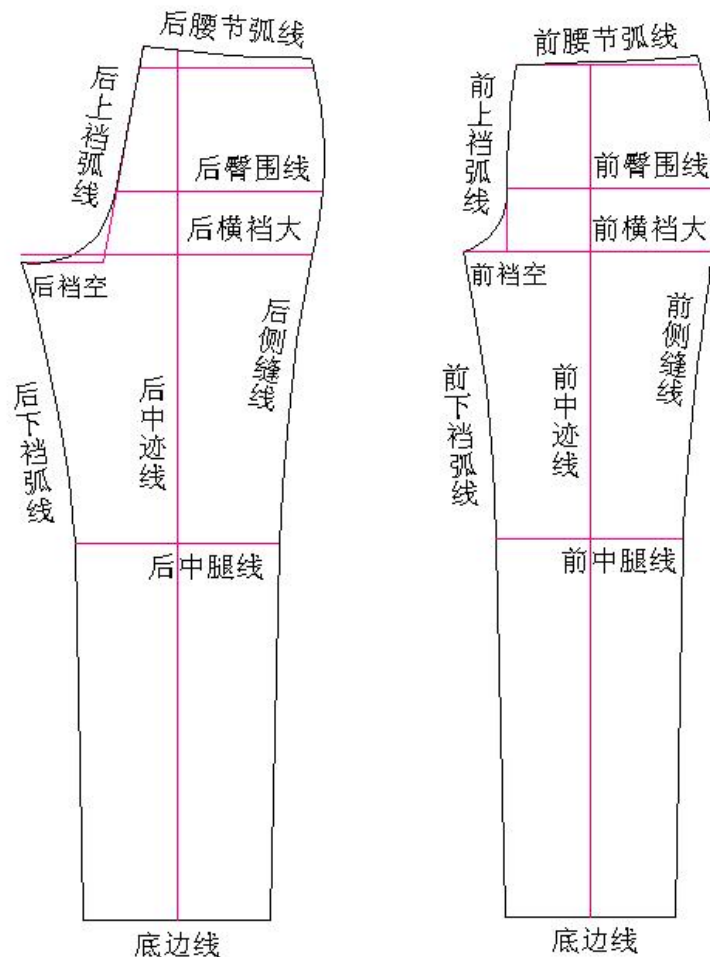 后腰节弧线
后上裆弧线
后臀围线
后横裆大
后裆空
后侧缝线
后下裆弧线
后中迹线
后中腿线
底边线
前腰节弧线
前上裆弧线
前臀围线
前横裆大
前裆空
前侧缝线
前下裆弧线
前中迹线
前中腿线
底边线